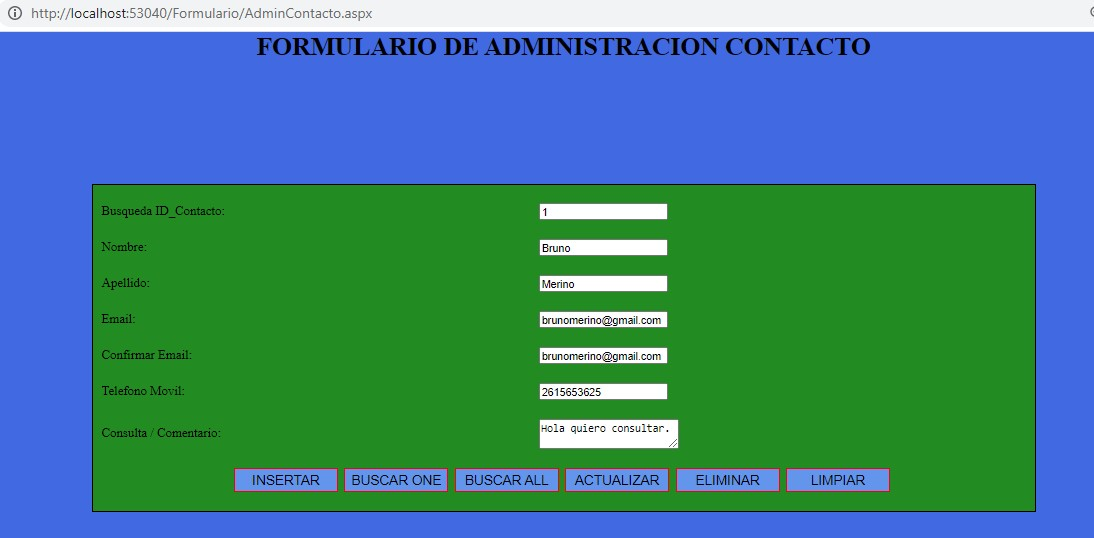 http://localhost:53040/Formulario/AdminContacto.aspx
FORMULARIO DE ADMINISTRACION CONTACTO
Busqueda ID_Contacto: 1
Nombre: Bruno
Apellido: Merino
Email: brunomerino@gmail.com
Confirmar Email: brunomerino@gmail.com
Telefono Movil: 2615653625
Consulta / Comentario: Hola quiero consultar.
INSERTAR BUSCAR ONE BUSCAR ALL ACTUALIZAR ELIMINAR LIMPIAR